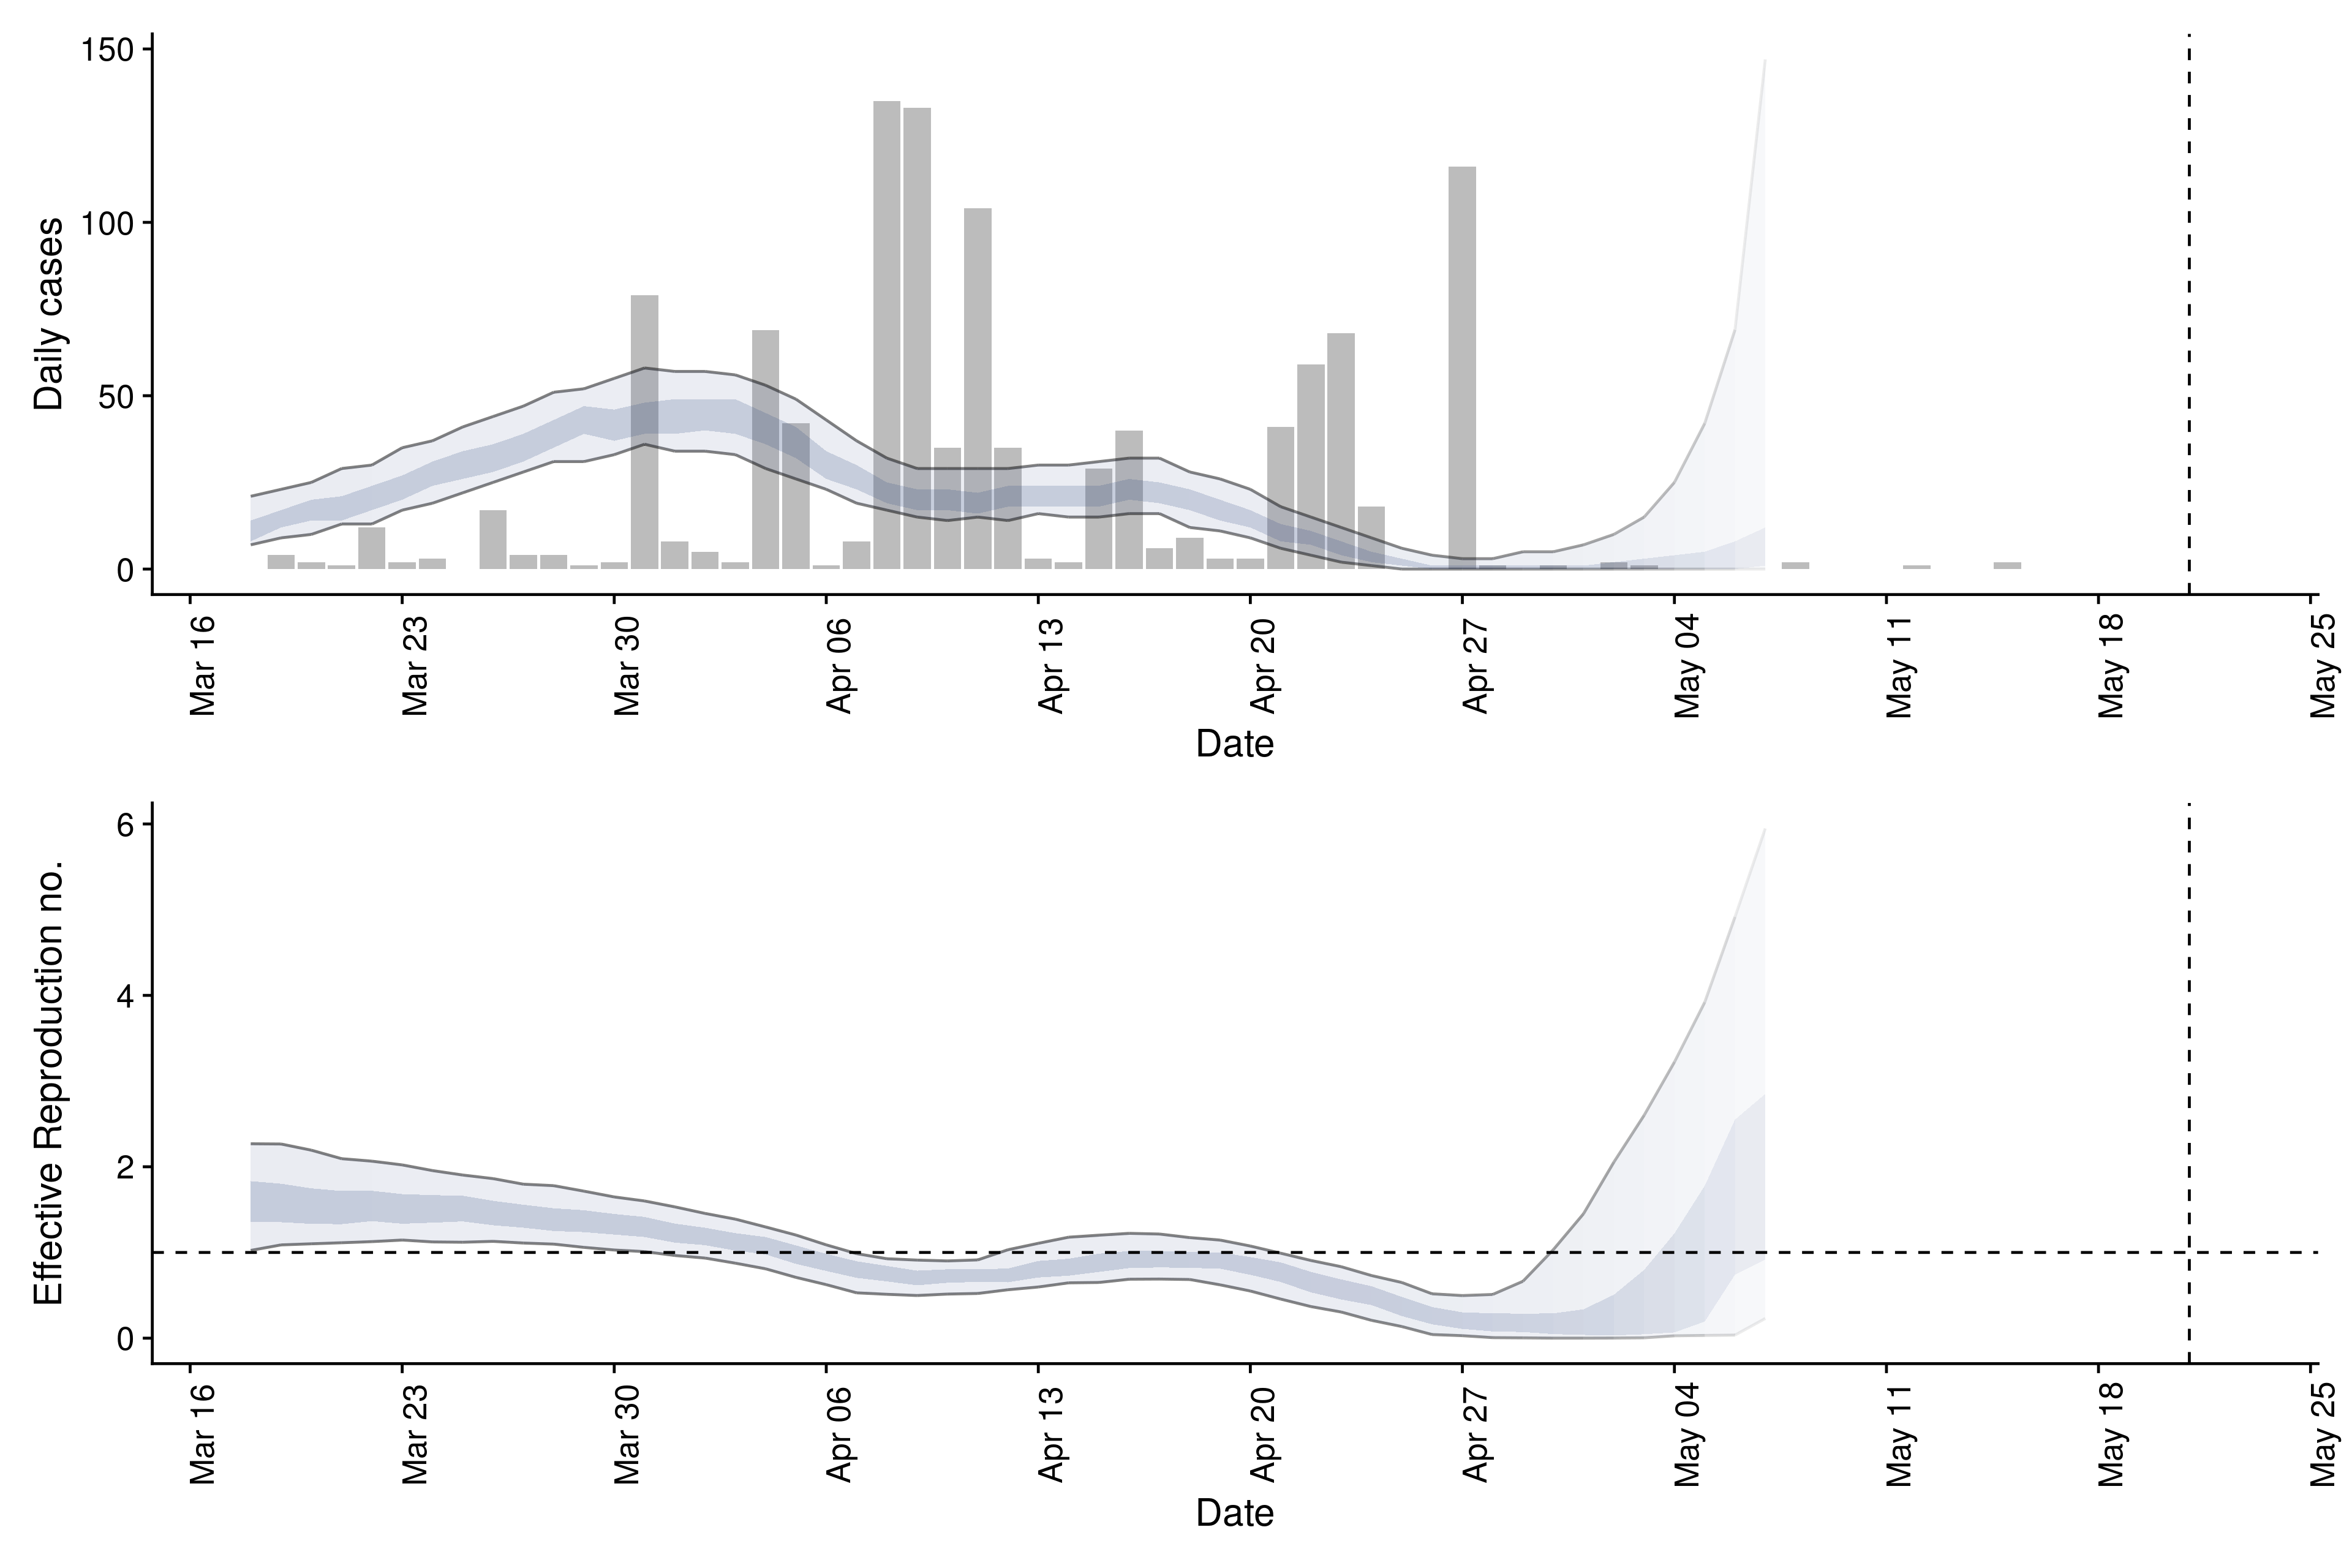 Daily cases
150
100
50
0
Mar 16
Mar 23
Mar 30
Apr 06
Apr 13
Apr 20
Apr 27
May 04
May 11
May 18
May 25
Date
Effective Reproduction no.
6
4
2
0
Mar 16
Mar 23
Mar 30
Apr 06
Apr 13
Apr 20
Apr 27
May 04
May 11
May 18
May 25
Date